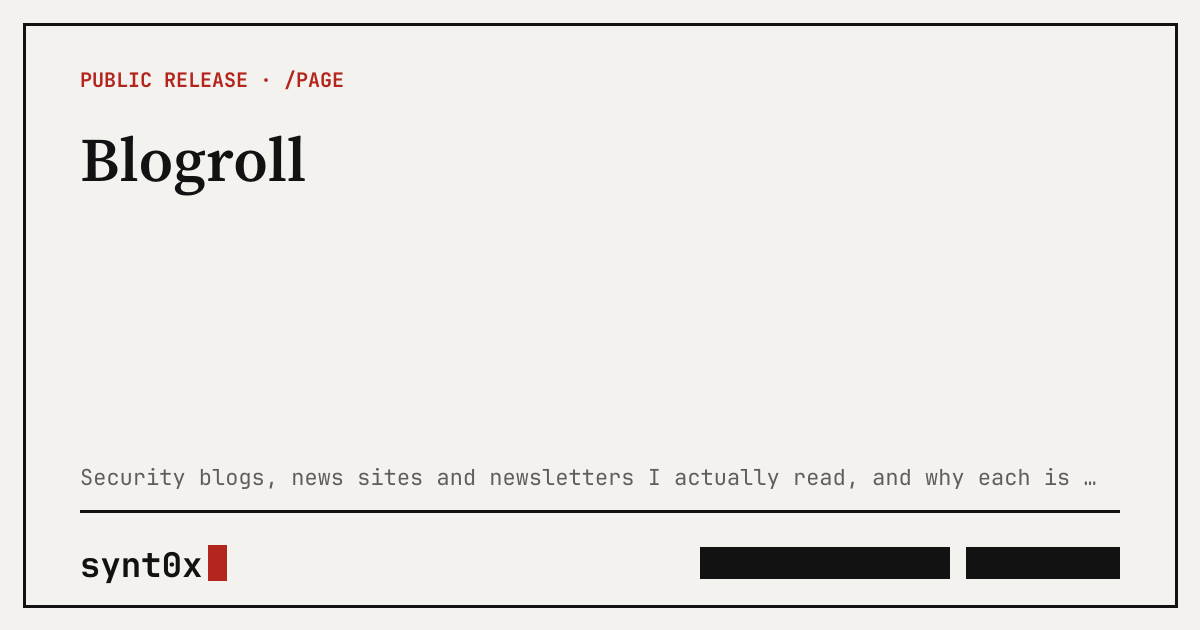 PUBLIC RELEASE · /PAGE
Blogroll
Security blogs, news sites and newsletters I actually read, and why each is …
synt0x